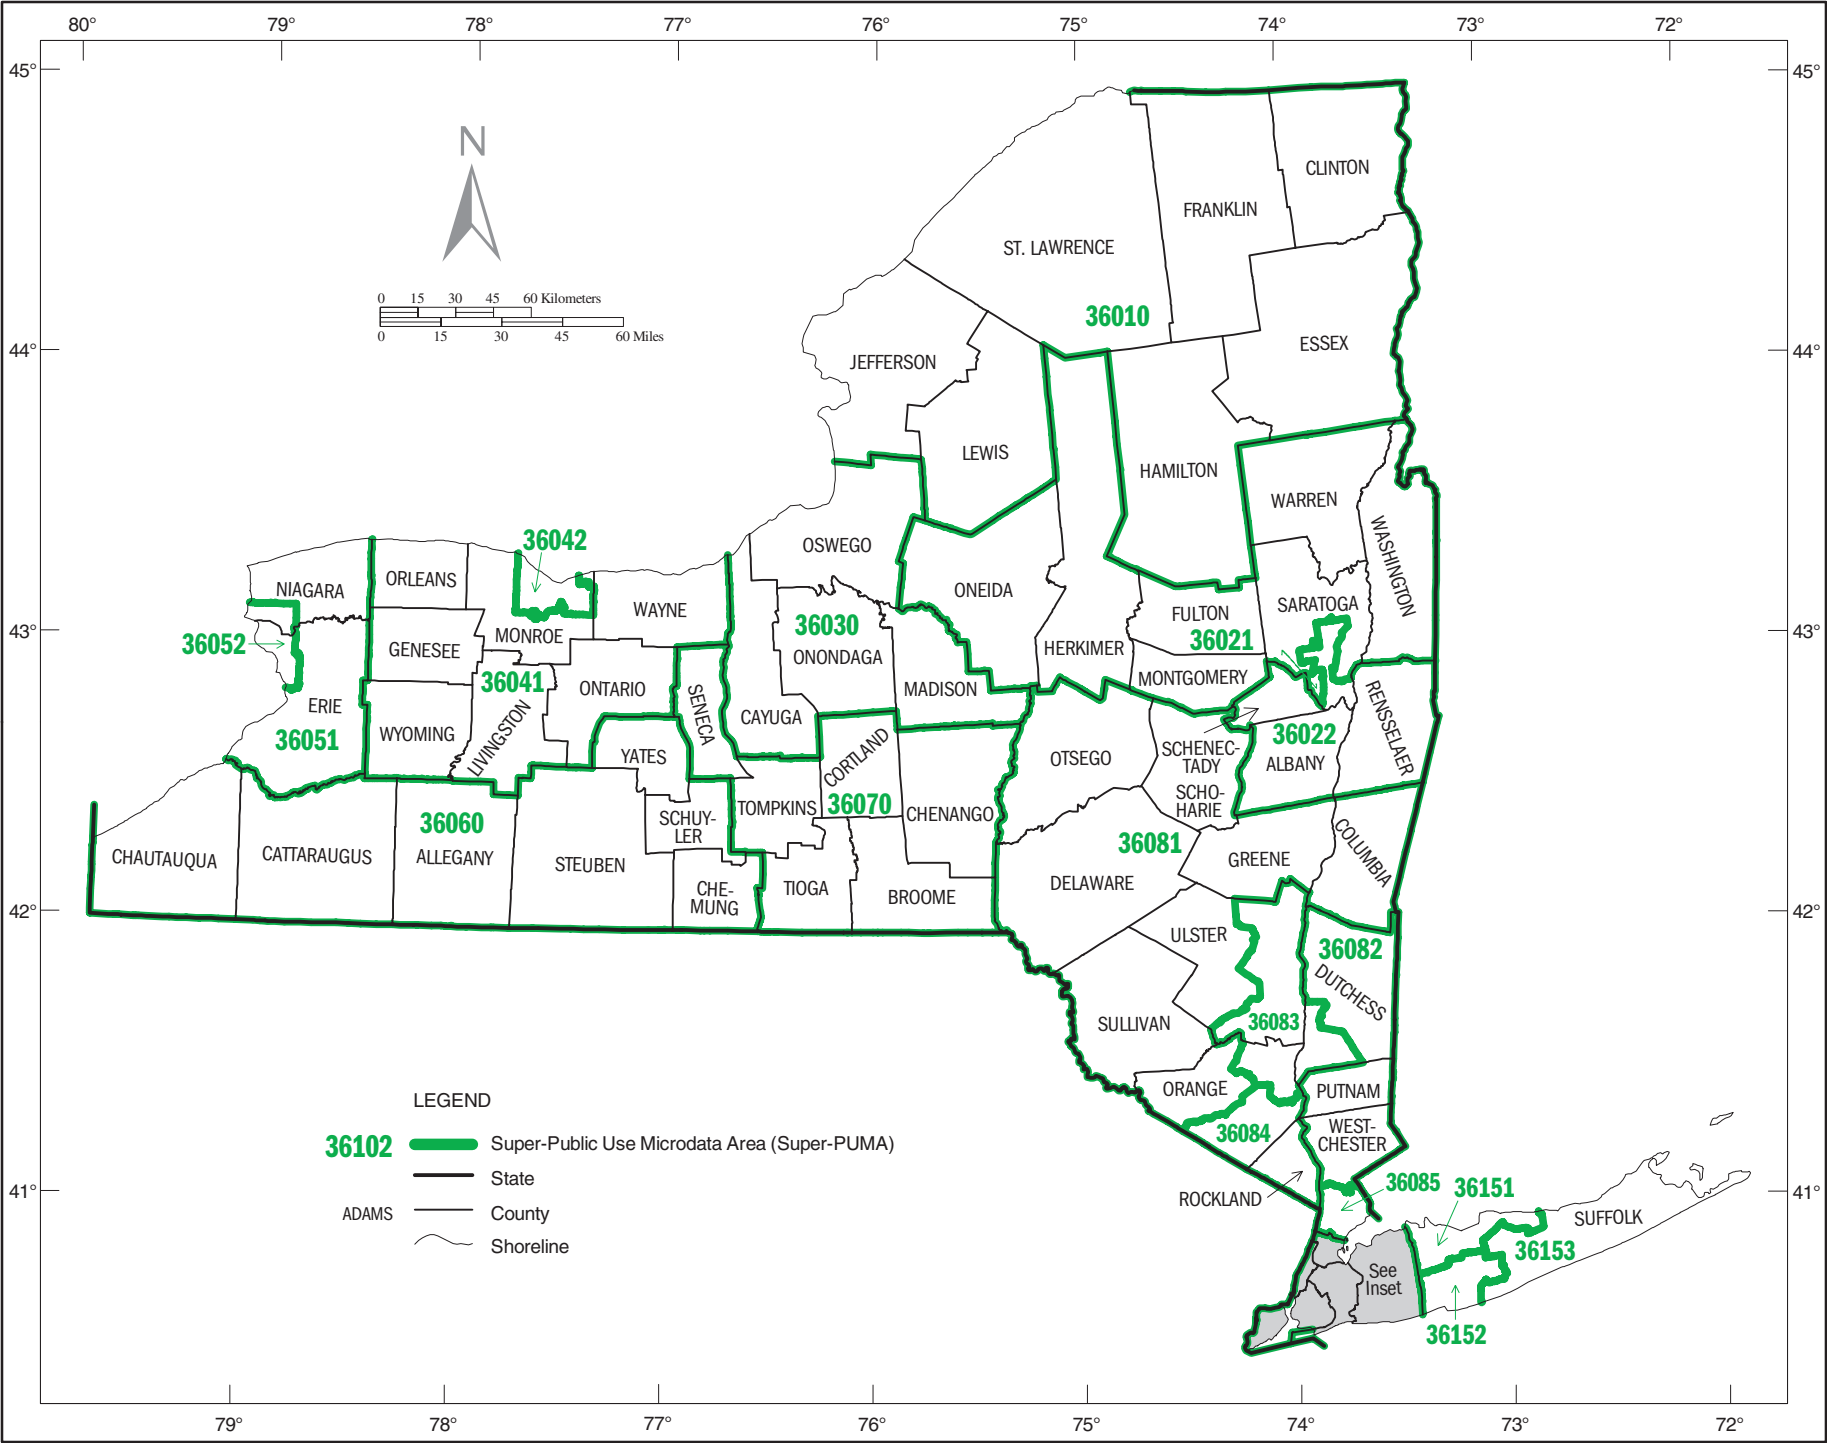 80° 79° 78° 77° 76° 75° 74° 73° 72°
45° 45°
N
CLINTON
FRANKLIN
ST. LAWRENCE
0 15 30 45 60 Kilometers
0 15 30 45 60 Miles
36010
44° 44°
ESSEX
JEFFERSON
LEWIS
HAMILTON
WARREN
WASHINGTON
36042
OSWEGO
NIAGARA
ORLEANS
ONEIDA
WAYNE
FULTON
SARATOGA
43° 43°
36052
MONROE
36030
36021
GENESEE
ONONDAGA
HERKIMER
36041
ONTARIO
MADISON
MONTGOMERY
ERIE
SENECA
CAYUGA
RENSSELAER
36051
WYOMING
LIVINGSTON
YATES
CORTLAND
OTSEGO
SCHENEC-
TADY
36022
ALBANY
36060
ALLEGANY
SCHUY-
LER
TOMPKINS
36070
CHENANGO
SCHO-
HARIE
36081
CHAUTAUQUA
CATTARAUGUS
STEUBEN
GREENE
COLUMBIA
CHE-
MUNG
TIOGA
BROOME
DELAWARE
42° 42°
ULSTER
36082
DUTCHESS
SULLIVAN
36083
ORANGE
PUTNAM
36084
WEST-
CHESTER
ROCKLAND
41° 41°
36085
36151
SUFFOLK
36153
See
Inset
36152
LEGEND
36102 Super-Public Use Microdata Area (Super-PUMA)
State
ADAMS County
Shoreline
79° 78° 77° 76° 75° 74° 73° 72°